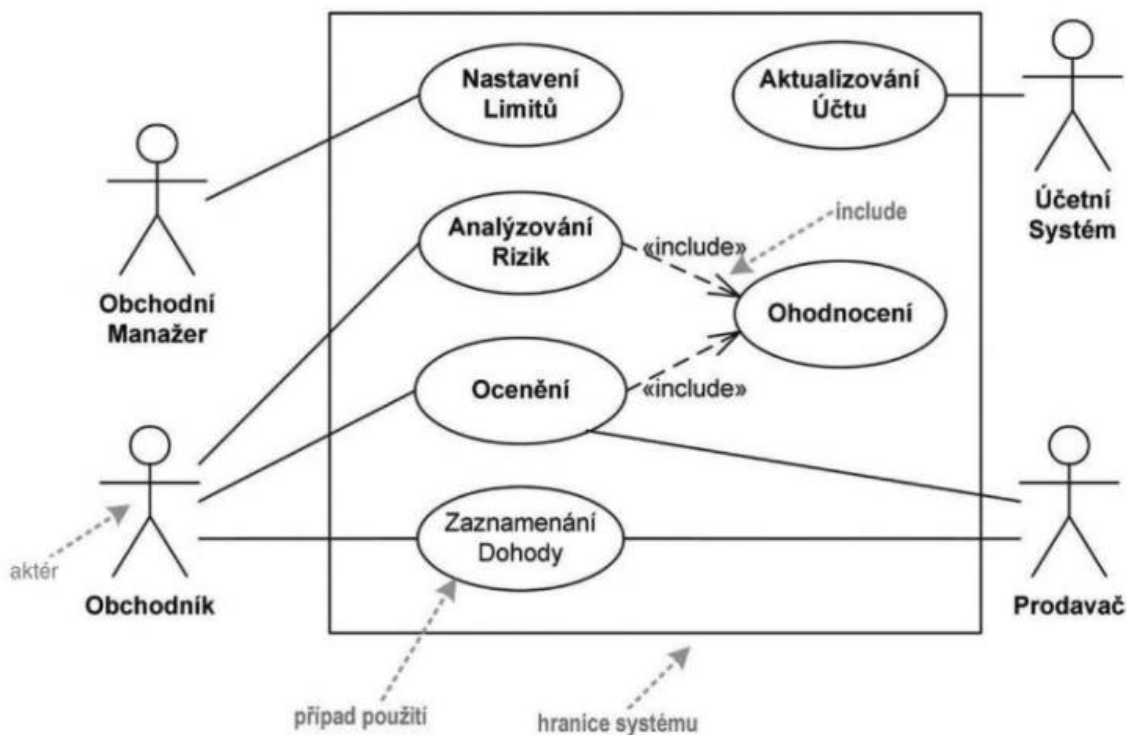 Nastavení
Limitů
Aktualizování
Účtu
Obchodní
Manažer
Účetní
Systém
Analýzování
Rizik
«include»
include
Ohodnocení
Ocenění
«include»
Zaznamenání
Dohody
aktér
Obchodník
Prodavač
případ použití
hranice systému